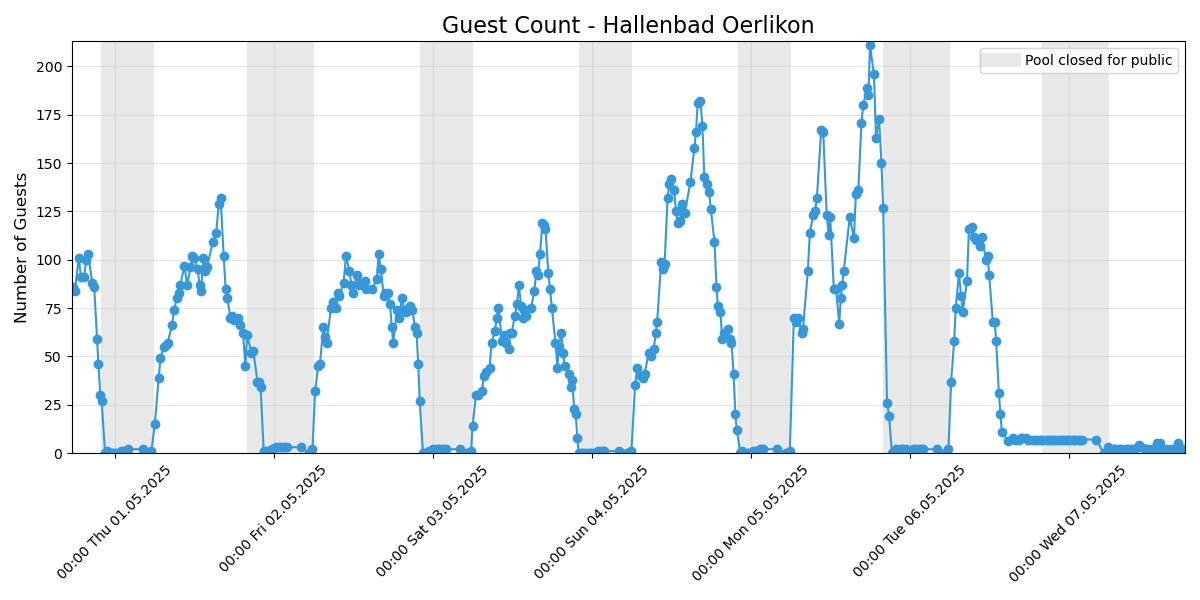 Guest Count - Hallenbad Oerlikon
Pool closed for public
Number of Guests
200
175
150
125
100
75
50
25
0
00:00 Thu 01.05.2025
00:00 Fri 02.05.2025
00:00 Sat 03.05.2025
00:00 Sun 04.05.2025
00:00 Mon 05.05.2025
00:00 Tue 06.05.2025
00:00 Wed 07.05.2025